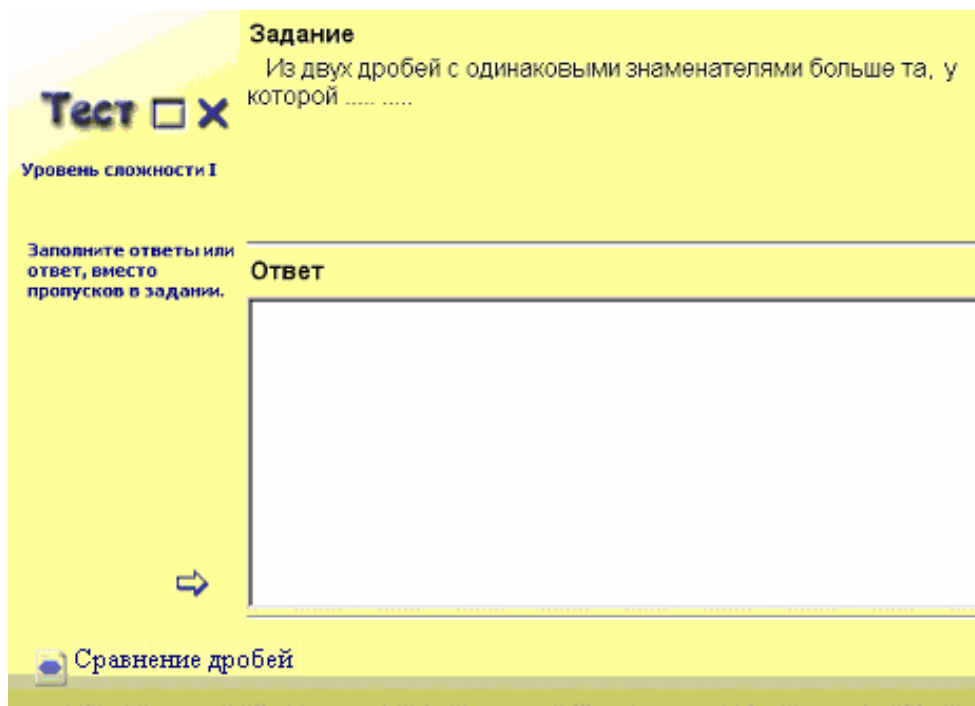 Задание
Из двух дробей с одинаковыми знаменателями больше та, у
которой ..... .....
Тест
Уровень сложности I
Заполните ответы или
ответ, вместо
пропусков в задании.
Ответ
Сравнение дробей